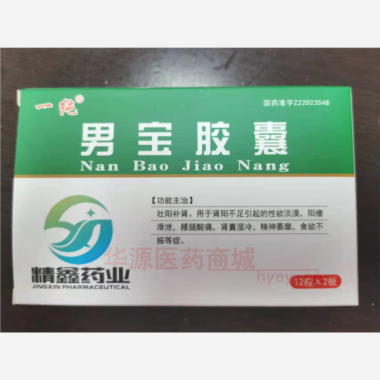 国药准字Z22023546
男宝胶囊
Nan Bao Jiao Nang
【功能主治】
壮阳补肾。用于肾阳不足引起的性欲淡漠，阳痿
滑泄，腰腿酸痛，肾囊湿冷，精神萎靡，食欲不
振等症。
华源医药商城
精鑫药业
JINGXIN PHARMACEUTICAL
12粒×2板